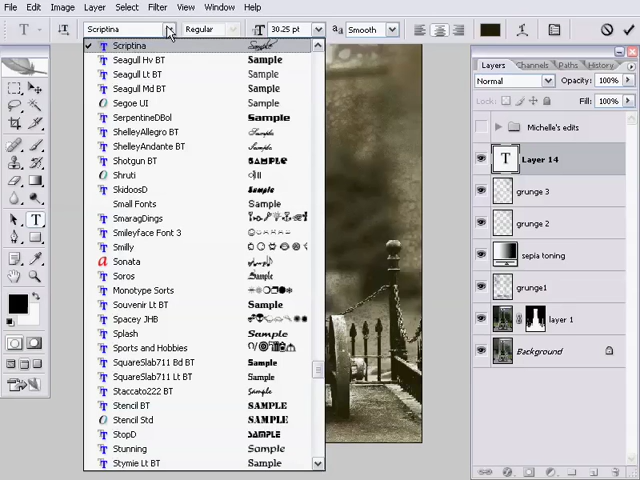 File Edit Image Layer Select Filter View Window Help
Scriptina Regular 30.25 pt aa Smooth
Scriptina Sample
Seagull Hv BT Sample
Seagull Lt BT Sample
Seagull Md BT Sample
Segoe UI Sample
SerpentineDBol Sample
ShelleyAllegro BT Sample
ShelleyAndante BT Sample
Shotgun BT SAMPLE
Shruti
SkidoosD Sample
Small Fonts Sample
SmaragDings
Smileyface Font 3
Smilly
Sonata
Soros Sample
Monotype Sorts
Souvenir Lt BT Sample
Spacey JHB
Splash Sample
Sports and Hobbies
SquareSlab711 Bd BT Sample
SquareSlab711 Lt BT Sample
Staccato222 BT Sample
Stencil BT SAMPLE
Stencil Std SAMPLE
StopD SAMPLE
Stunning Sample
Stymie Lt BT Sample
Layers Channels Paths History
Normal Opacity: 100%
Lock: Fill: 100%
Michelle's edits
T Layer 14
grunge 3
grunge 2
sepia toning
grunge1
layer 1
Background